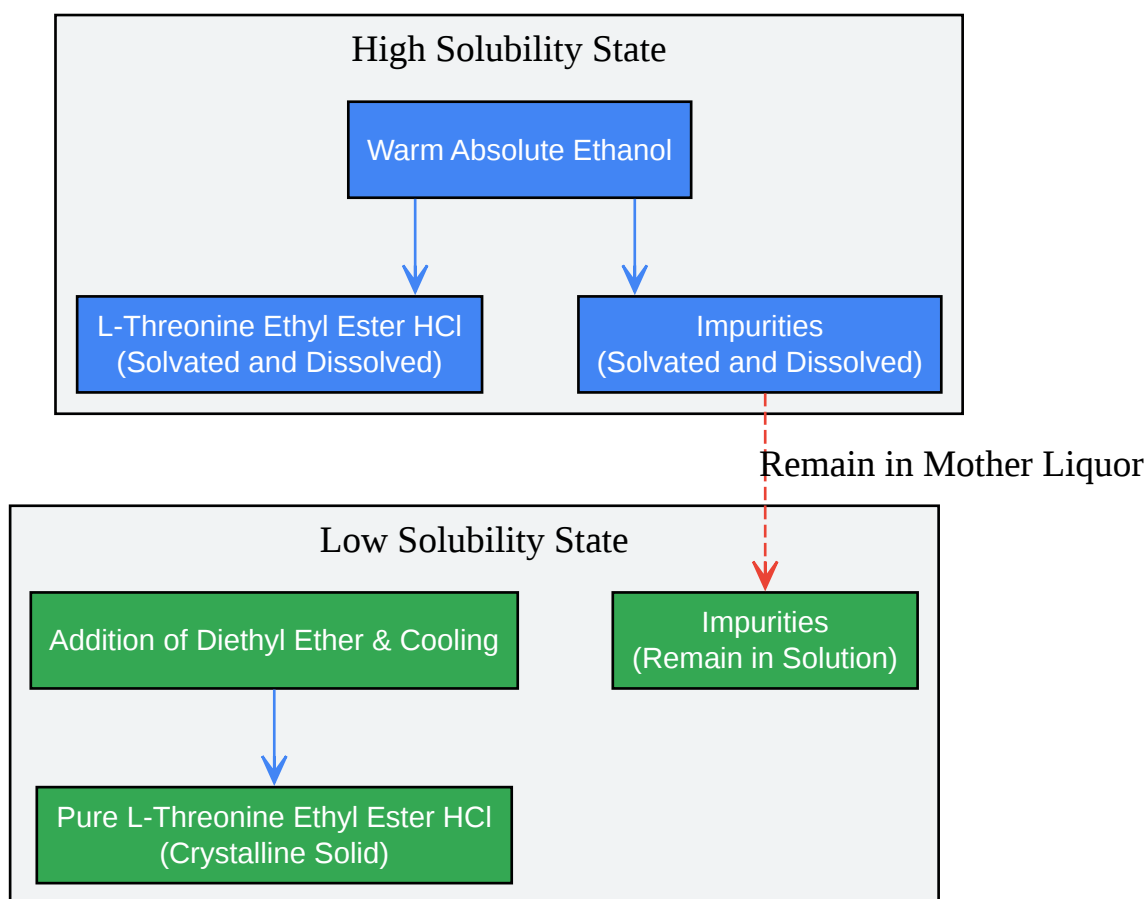 High Solubility State
Warm Absolute Ethanol
L-Threonine Ethyl Ester HCl
(Solvated and Dissolved)
Impurities
(Solvated and Dissolved)
Remain in Mother Liquor
Low Solubility State
Addition of Diethyl Ether & Cooling
Impurities
(Remain in Solution)
Pure L-Threonine Ethyl Ester HCl
(Crystalline Solid)